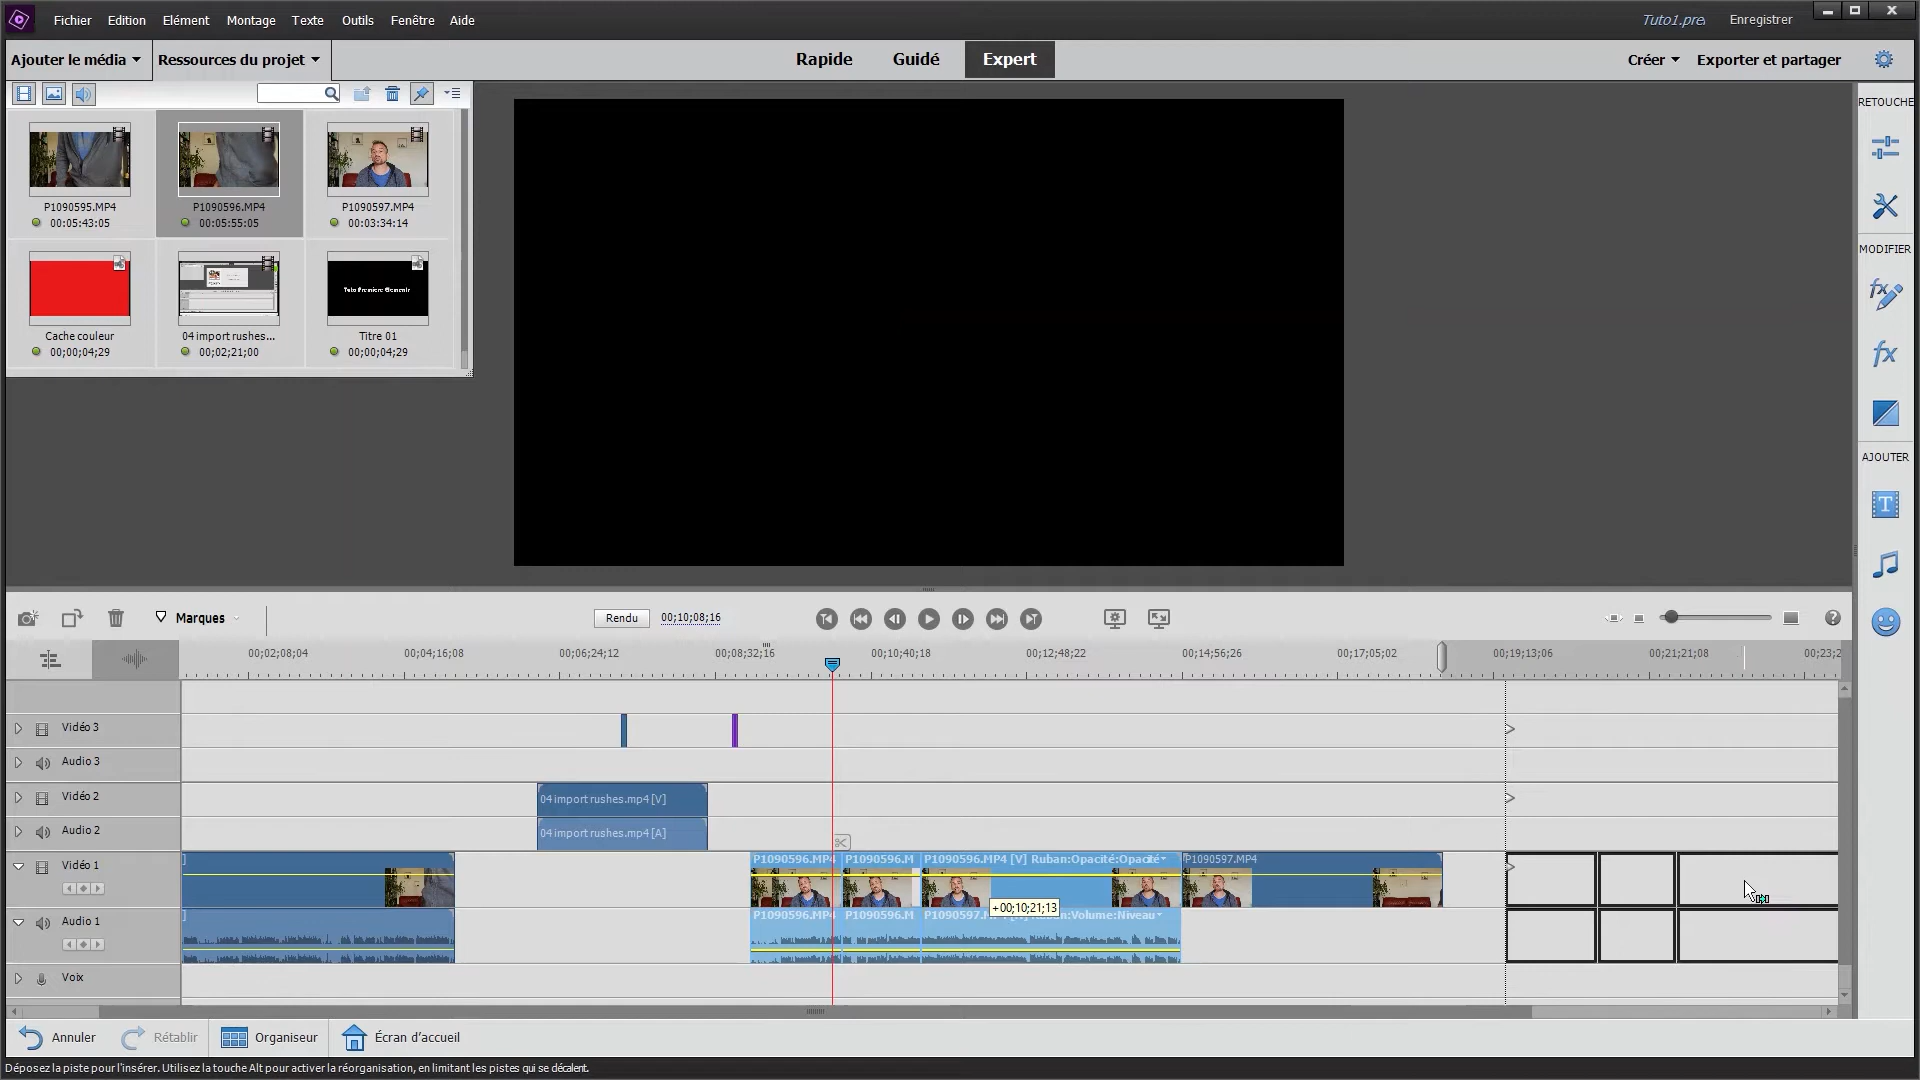 Fichier Edition Elément Montage Texte Outils Fenêtre Aide
Tuto1.prel Enregistrer
Ajouter le média Ressources du projet
Rapide Guidé Expert
Créer Exporter et partager
RETOUCHE
P1090595.MP4 P1090596.MP4 P1090597.MP4
00:05:43:05 00:05:55:05 00:03:34:14
MODIFIER
Tuto Premiere Elements
Cache couleur 04 import rushes... Titre 01
00;00;04;29 00;02;21;00 00;00;04;29
AJOUTER
Marques
Rendu 00;10;08;16
00;02;08;04 00;04;16;08 00;06;24;12 00;08;32;16 00;10;40;18 00;12;48;22 00;14;56;26 00;17;05;02 00;19;13;06 00;21;21;08 00;23;2
Vidéo 3
Audio 3
Vidéo 2
04 import rushes.mp4 [V]
Audio 2
04 import rushes.mp4 [A]
Vidéo 1
] P1090596.MP4 P1090596.M P1090596.MP4 [V] Ruban:Opacité:Opacité P1090597.MP4
+00;10;21;13
Audio 1
] P1090596.MP4 P1090596.M P1090597.MP4 Ruban:Volume:Niveau
Voix
Annuler Rétablir Organiseur Écran d'accueil
Déposez la piste pour l'insérer. Utilisez la touche Alt pour activer la réorganisation, en limitant les pistes qui se décalent.